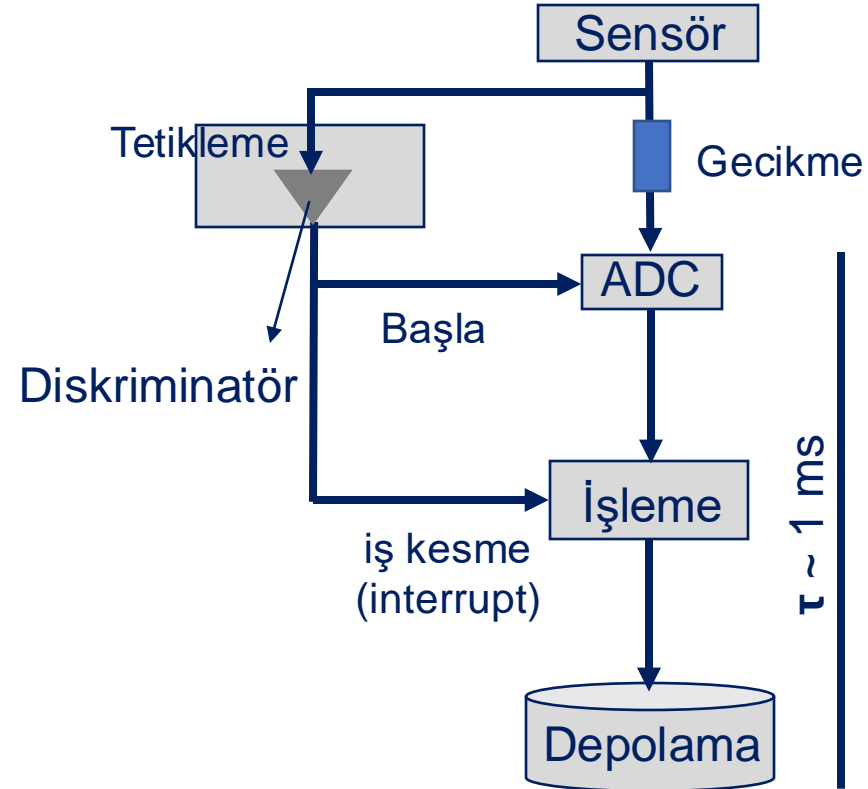 Sensör
Tetikleme
Gecikme
ADC
Başla
Diskriminatör
İşleme
iş kesme
(interrupt)
τ ~ 1 ms
Depolama